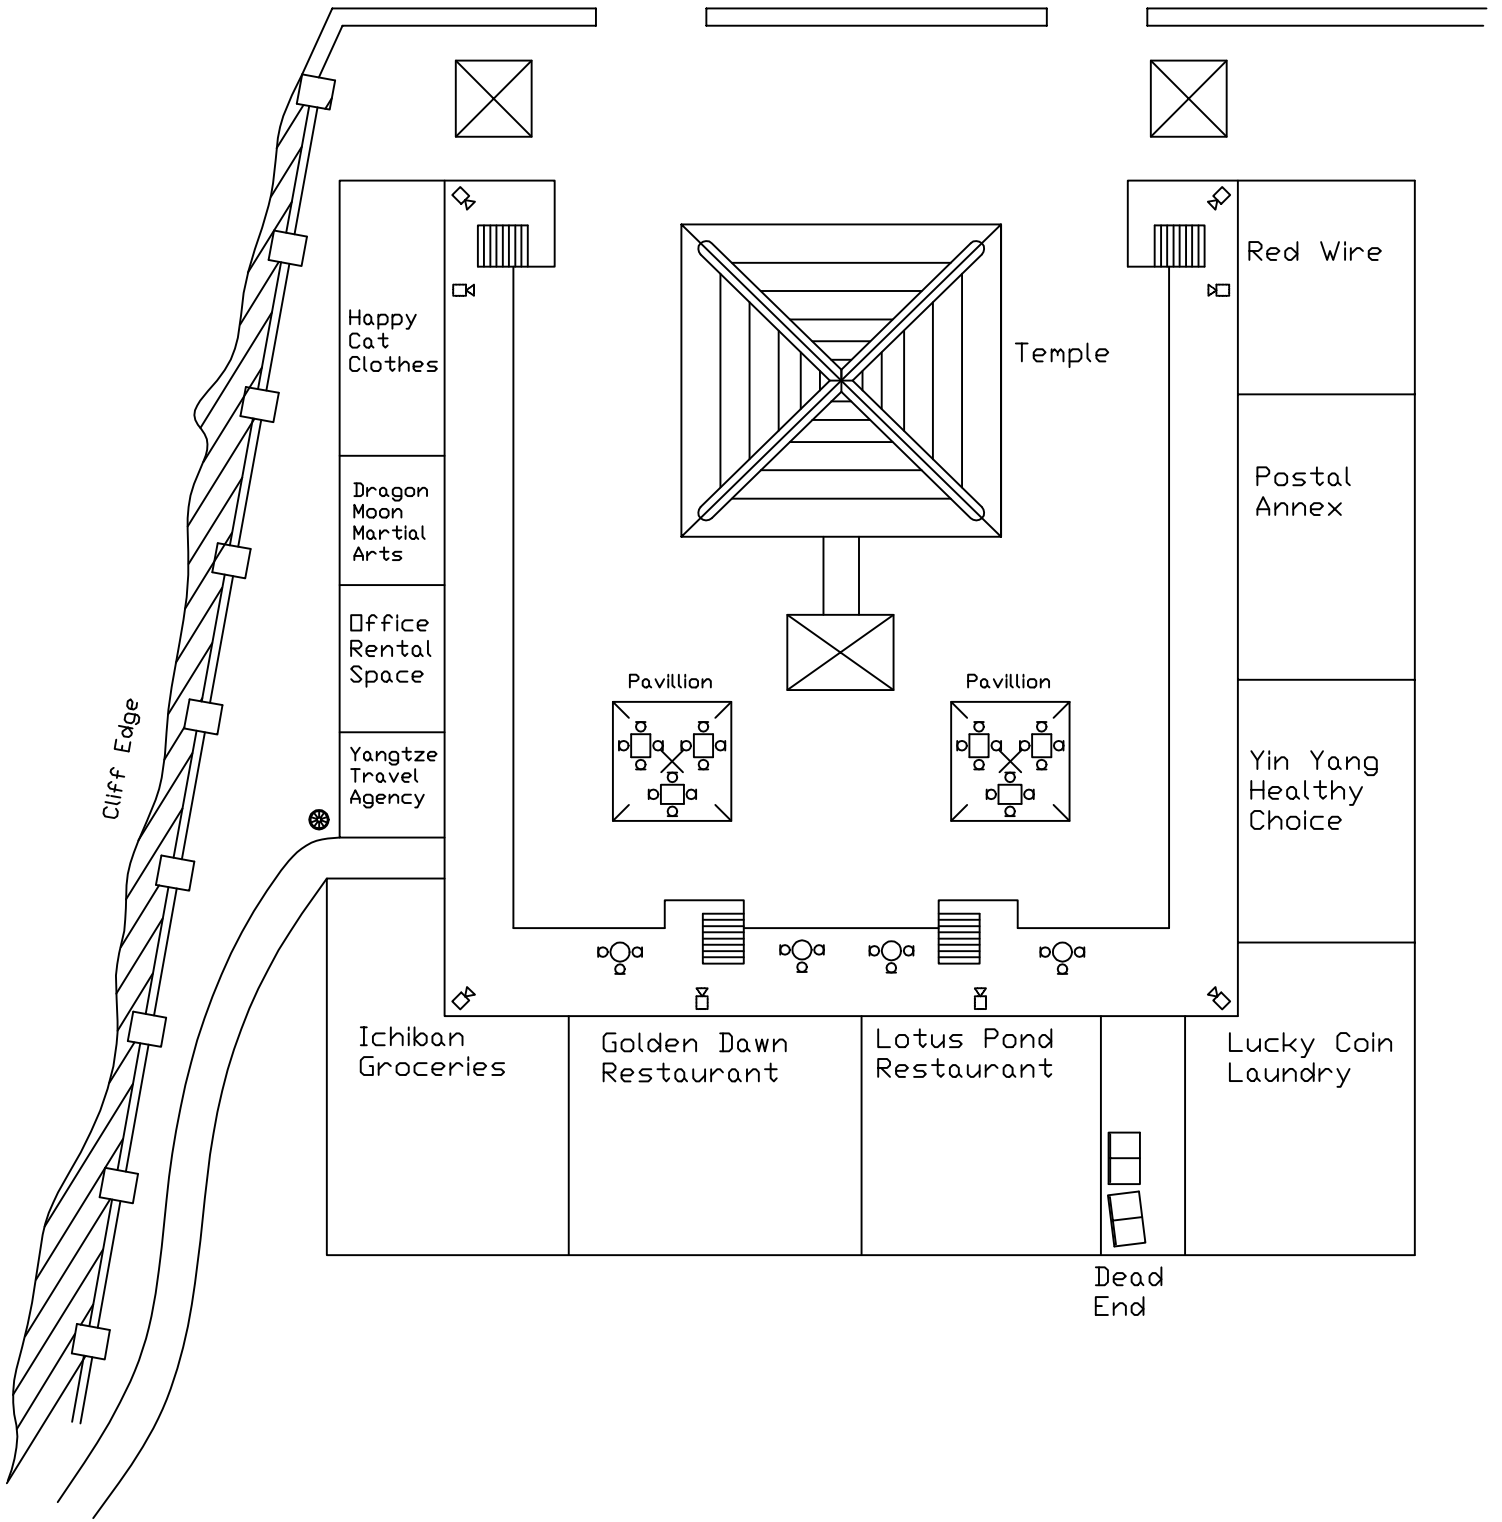 Red Wire
Happy
Cat
Clothes
Temple
Postal
Annex
Dragon
Moon
Martial
Arts
Office
Rental
Space
Pavillion
Pavillion
Cliff Edge
Yangtze
Travel
Agency
Yin Yang
Healthy
Choice
Ichiban
Groceries
Golden Dawn
Restaurant
Lotus Pond
Restaurant
Lucky Coin
Laundry
Dead
End